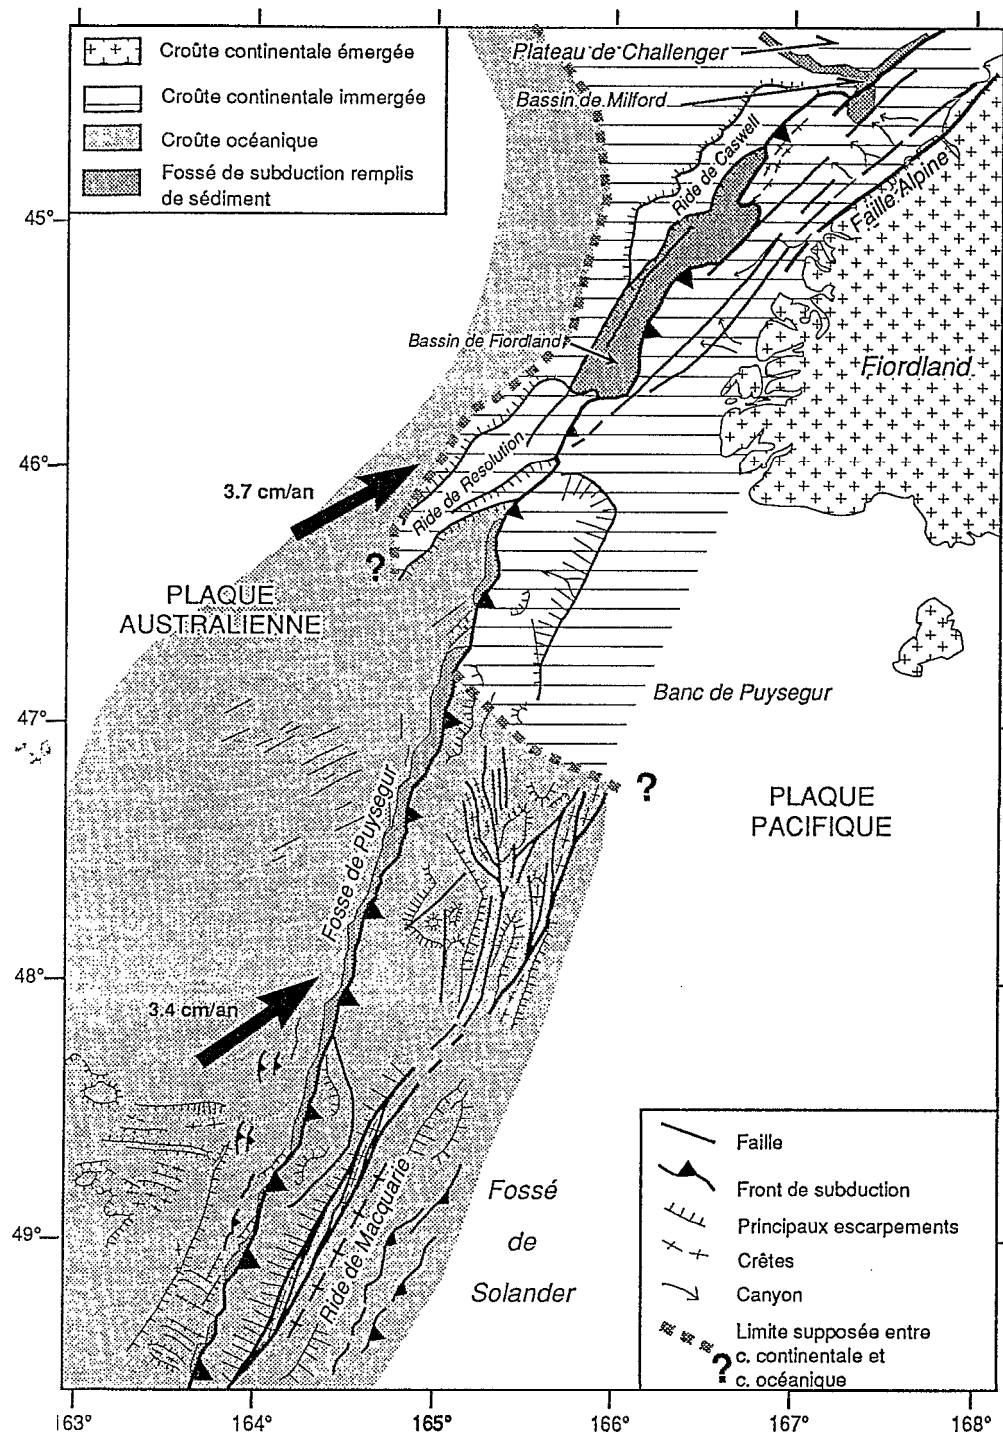 Croûte continentale émergée
Croûte continentale immergée
Croûte océanique
Fossé de subduction remplis
de sédiment
Plateau de Challenger
Bassin de Milford
Ride de Caswell
Faille Alpine
45°
Bassin de Fiordland
Fiordland
46°
3.7 cm/an
Ride de Resolution
?
PLAQUE
AUSTRALIENNE
Banc de Puysegur
47°
?
PLAQUE
PACIFIQUE
Fosse de Puysegur
48°
3.4 cm/an
Ride de Macquarie
Fossé
de
Solander
49°
Faille
Front de subduction
Principaux escarpements
Crêtes
Canyon
Limite supposée entre
c. continentale et
? c. océanique
163°
164°
165°
166°
167°
168°